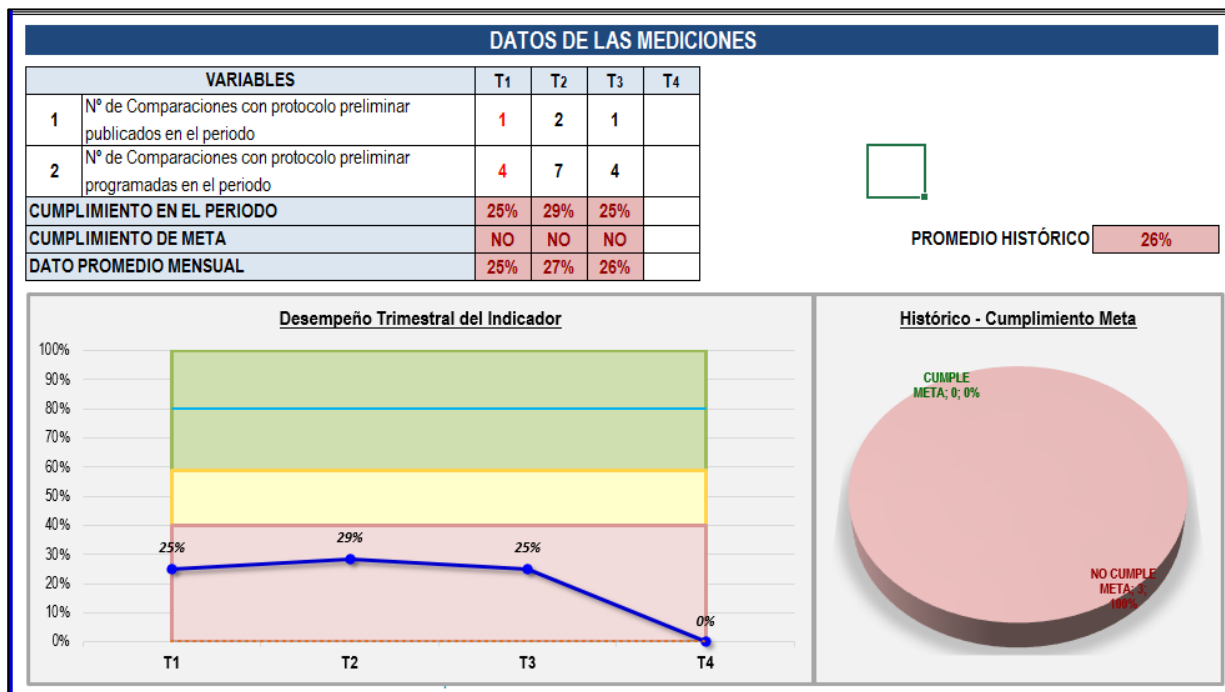 DATOS DE LAS MEDICIONES
VARIABLES T1 T2 T3 T4
1 Nº de Comparaciones con protocolo preliminar publicados en el periodo 1 2 1
2 Nº de Comparaciones con protocolo preliminar programadas en el periodo 4 7 4
CUMPLIMIENTO EN EL PERIODO 25% 29% 25%
CUMPLIMIENTO DE META NO NO NO
DATO PROMEDIO MENSUAL 25% 27% 26%
PROMEDIO HISTÓRICO 26%
Desempeño Trimestral del Indicador
100%
90%
80%
70%
60%
50%
40%
30%
20%
10%
0%
25%
29%
25%
0%
T1 T2 T3 T4
Histórico - Cumplimiento Meta
CUMPLE
META; 0; 0%
NO CUMPLE
META; 3;
100%